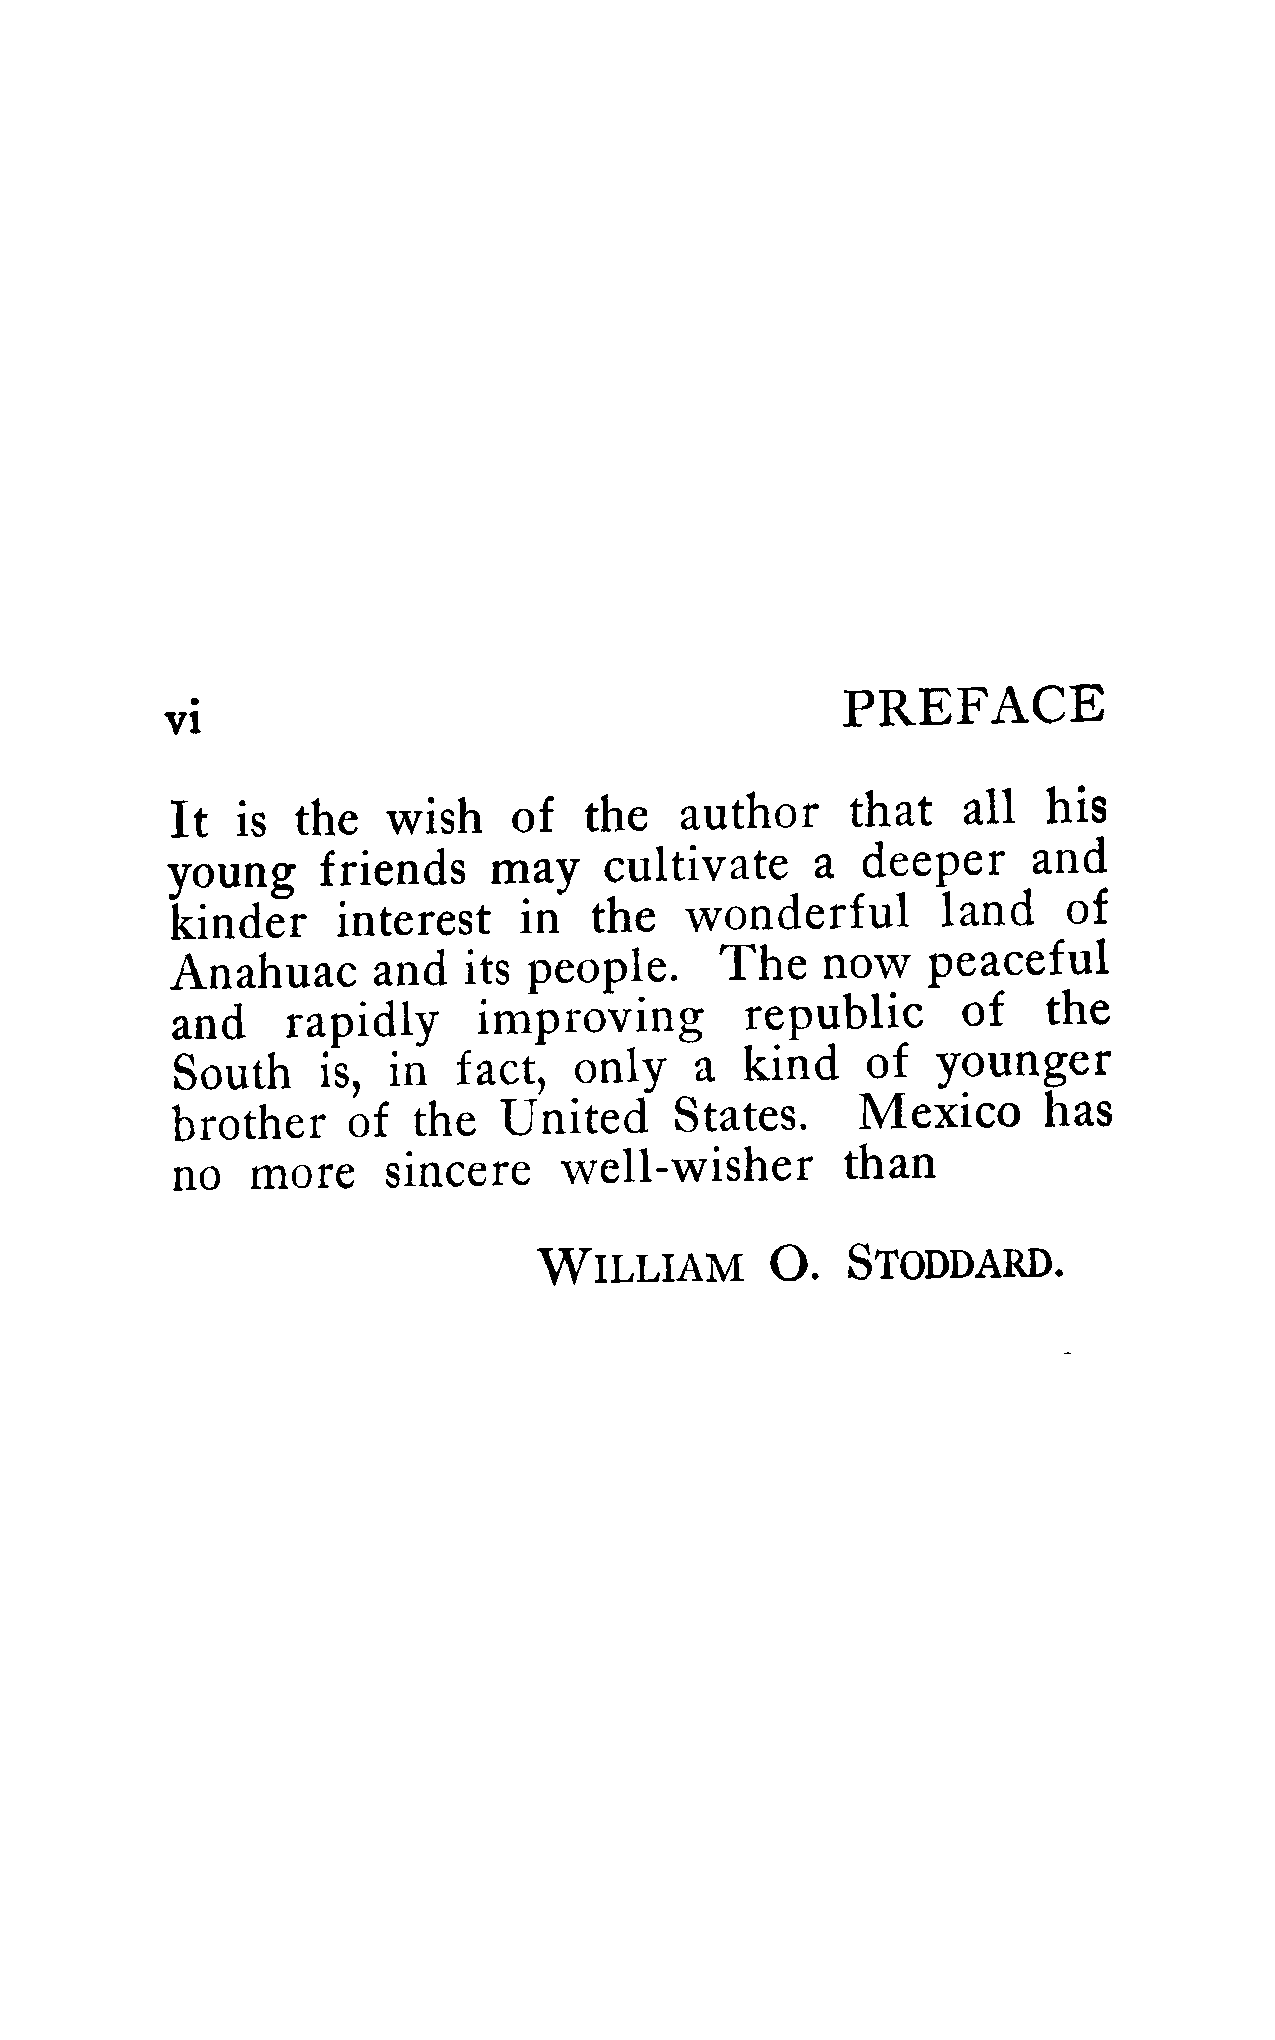 vi PREFACE
It is the wish of the author that all his
young friends may cultivate a deeper and
kinder interest in the wonderful land of
Anahuac and its people. The now peaceful
and rapidly improving republic of the
South is, in fact, only a kind of younger
brother of the United States. Mexico has
no more sincere well-wisher than
WILLIAM O. STODDARD.